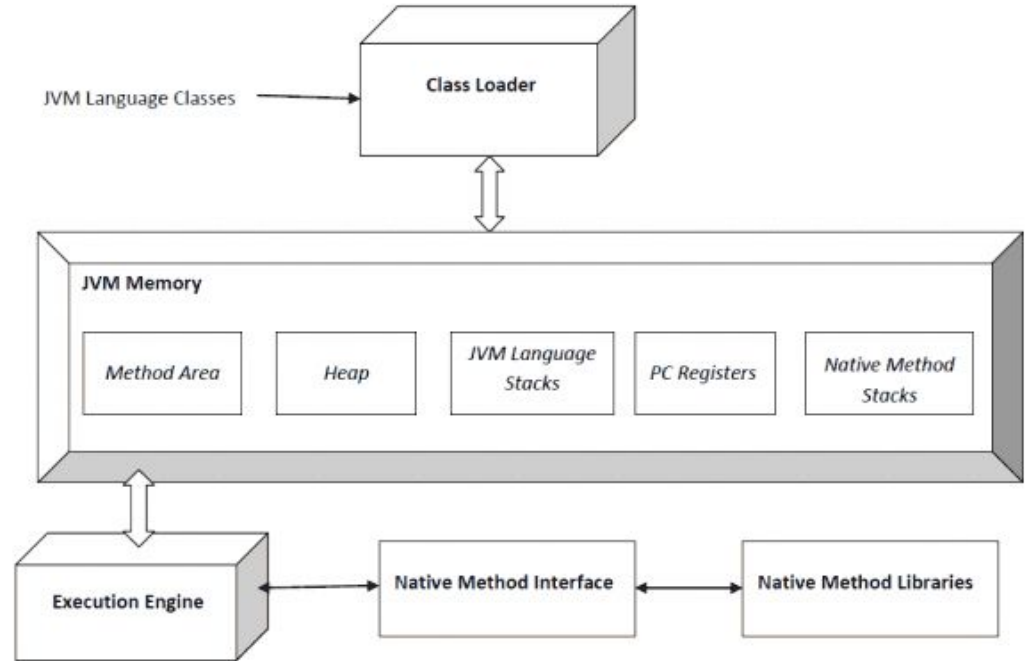 Class Loader
JVM Language Classes
JVM Memory
Method Area
Heap
JVM Language
Stacks
PC Registers
Native Method
Stacks
Execution Engine
Native Method Interface
Native Method Libraries